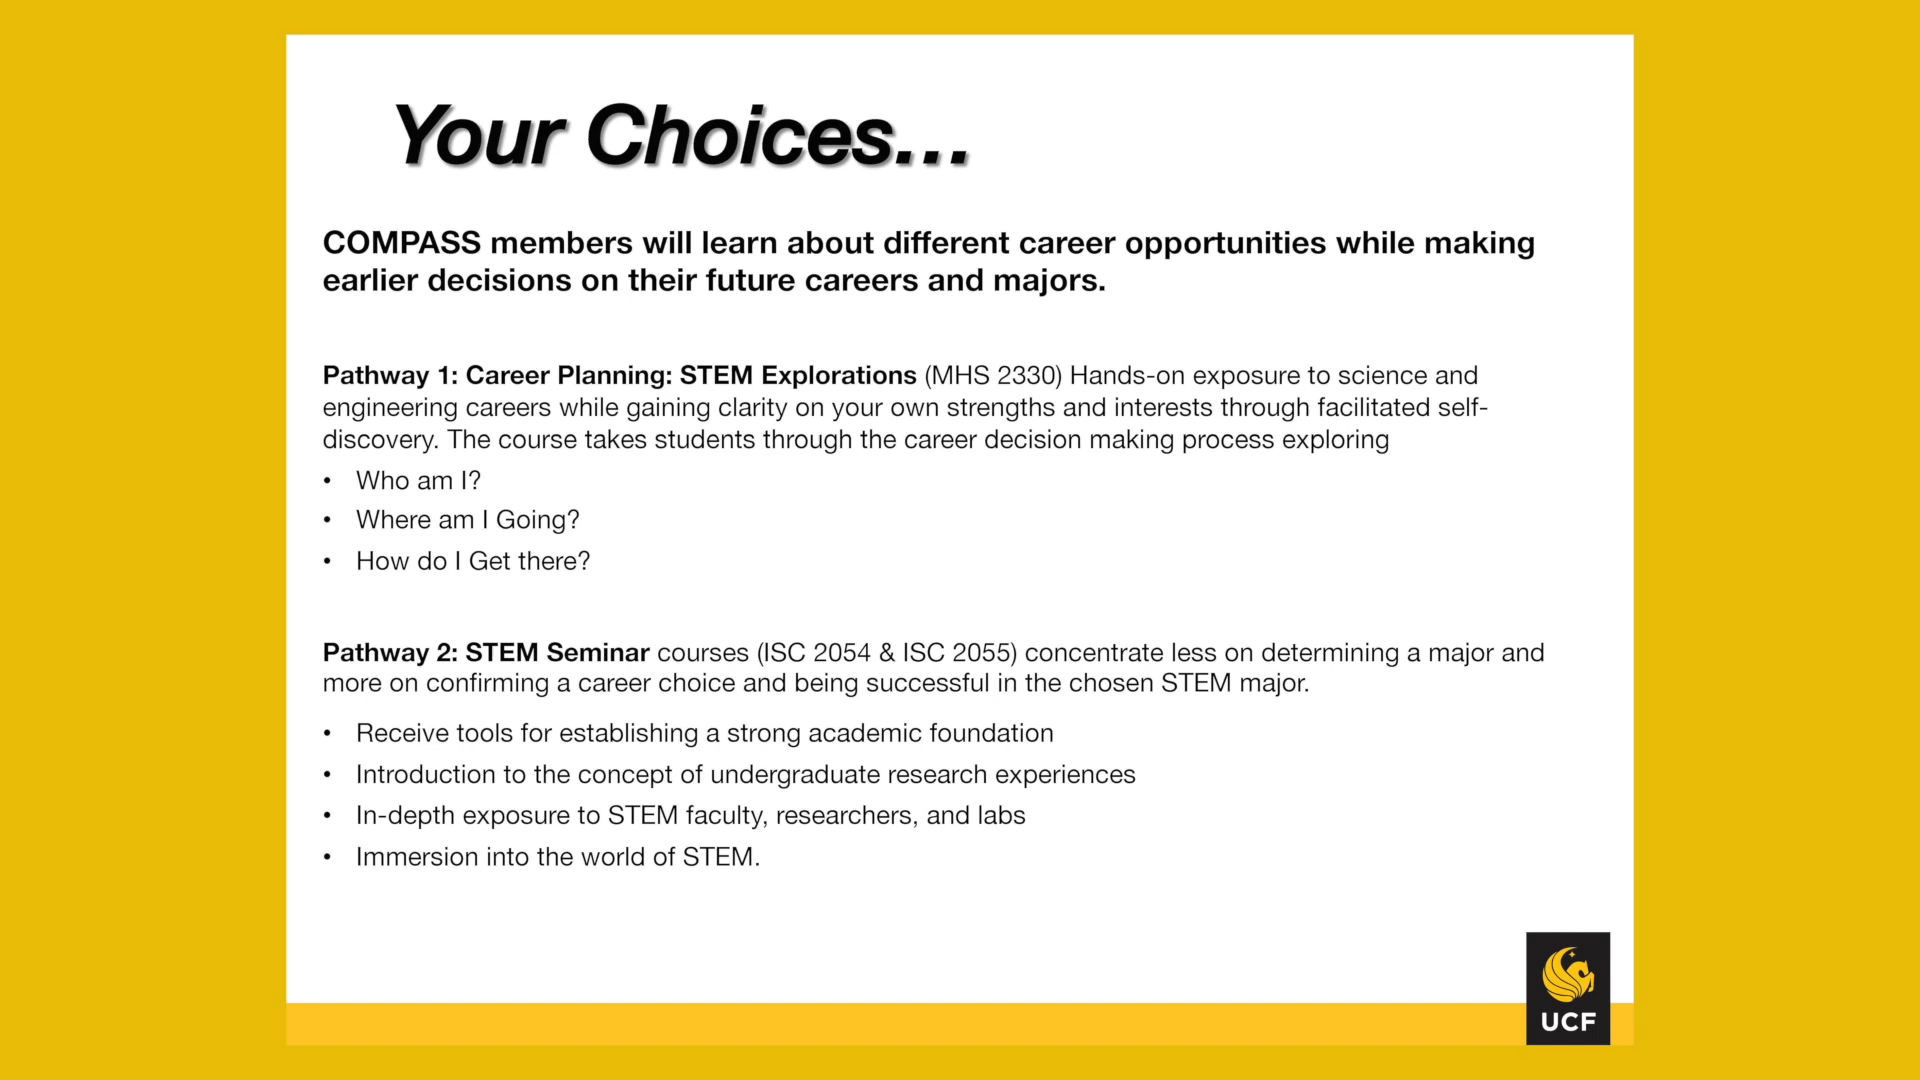 Your Choices...
COMPASS members will learn about different career opportunities while making
earlier decisions on their future careers and majors.
Pathway 1: Career Planning: STEM Explorations (MHS 2330) Hands-on exposure to science and
engineering careers while gaining clarity on your own strengths and interests through facilitated self-
discovery. The course takes students through the career decision making process exploring
• Who am I?
• Where am I Going?
• How do I Get there?
Pathway 2: STEM Seminar courses (ISC 2054 & ISC 2055) concentrate less on determining a major and
more on confirming a career choice and being successful in the chosen STEM major.
• Receive tools for establishing a strong academic foundation
• Introduction to the concept of undergraduate research experiences
• In-depth exposure to STEM faculty, researchers, and labs
• Immersion into the world of STEM.
UCF